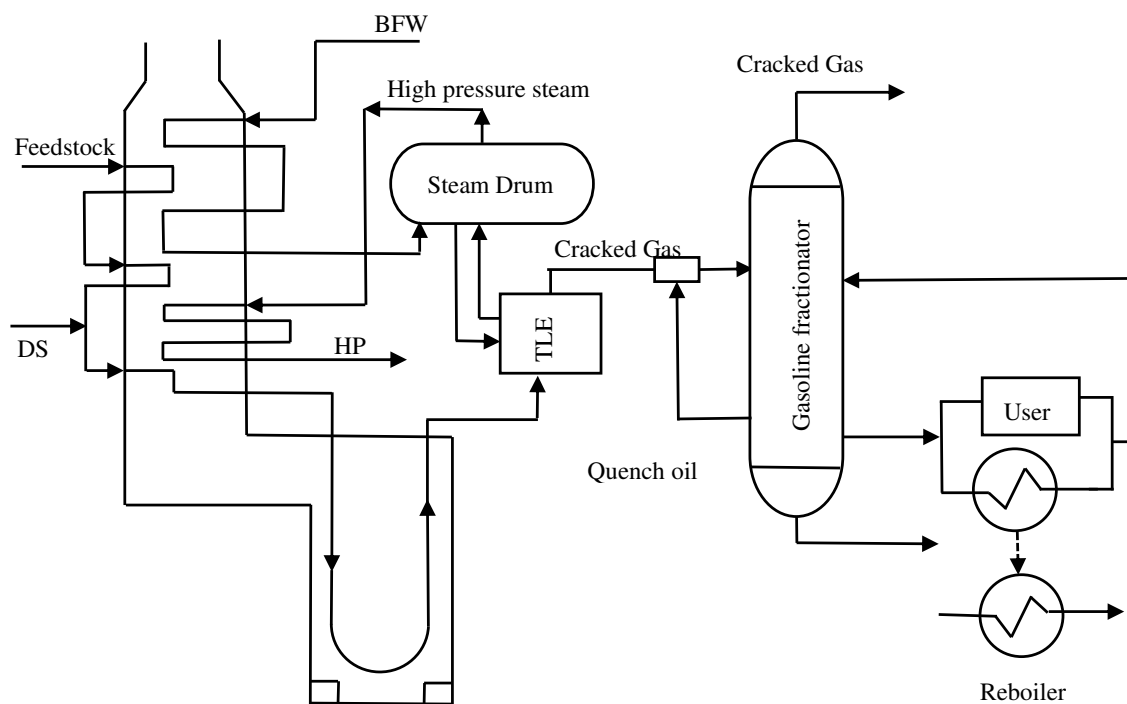 BFW
Cracked Gas
High pressure steam
Feedstock
Steam Drum
Gasoline fractionator
Cracked Gas
TLE
DS
HP
User
Quench oil
Reboiler